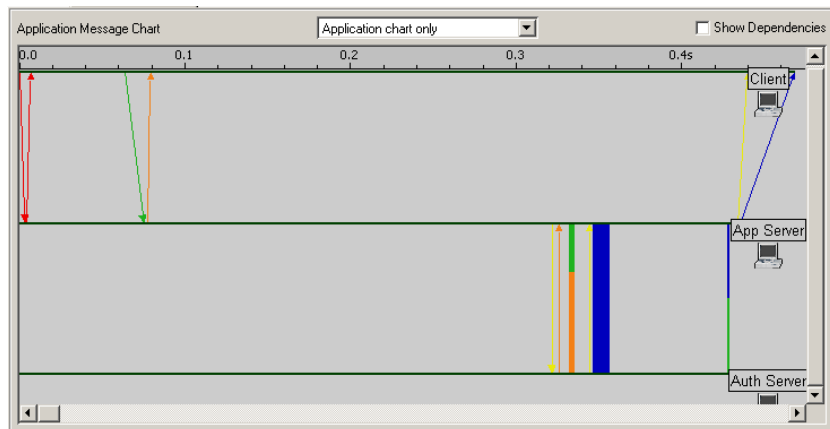 Application Message Chart
Application chart only
Show Dependencies
0.0 0.1 0.2 0.3 0.4s
Client
App Server
Auth Server